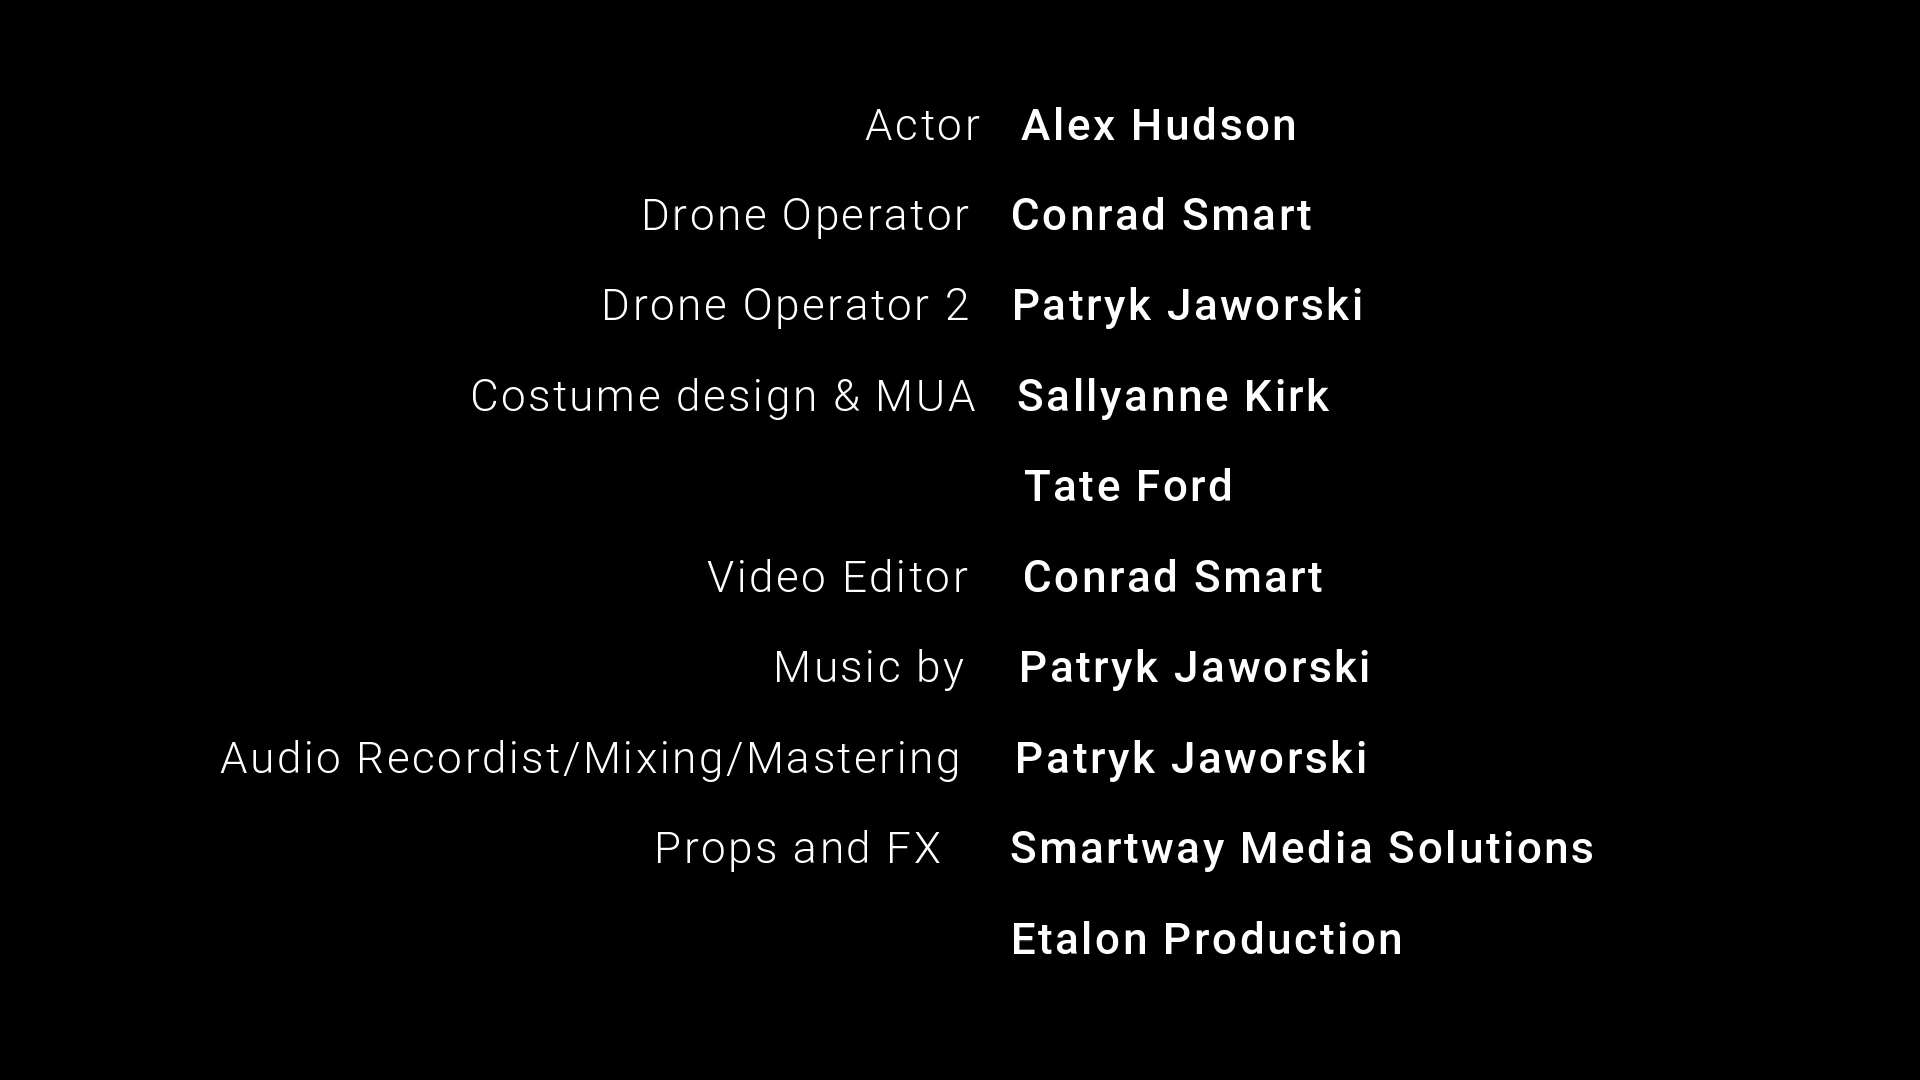 Actor Alex Hudson
Drone Operator Conrad Smart
Drone Operator 2 Patryk Jaworski
Costume design & MUA Sallyanne Kirk
Tate Ford
Video Editor Conrad Smart
Music by Patryk Jaworski
Audio Recordist/Mixing/Mastering Patryk Jaworski
Props and FX Smartway Media Solutions
Etalon Production